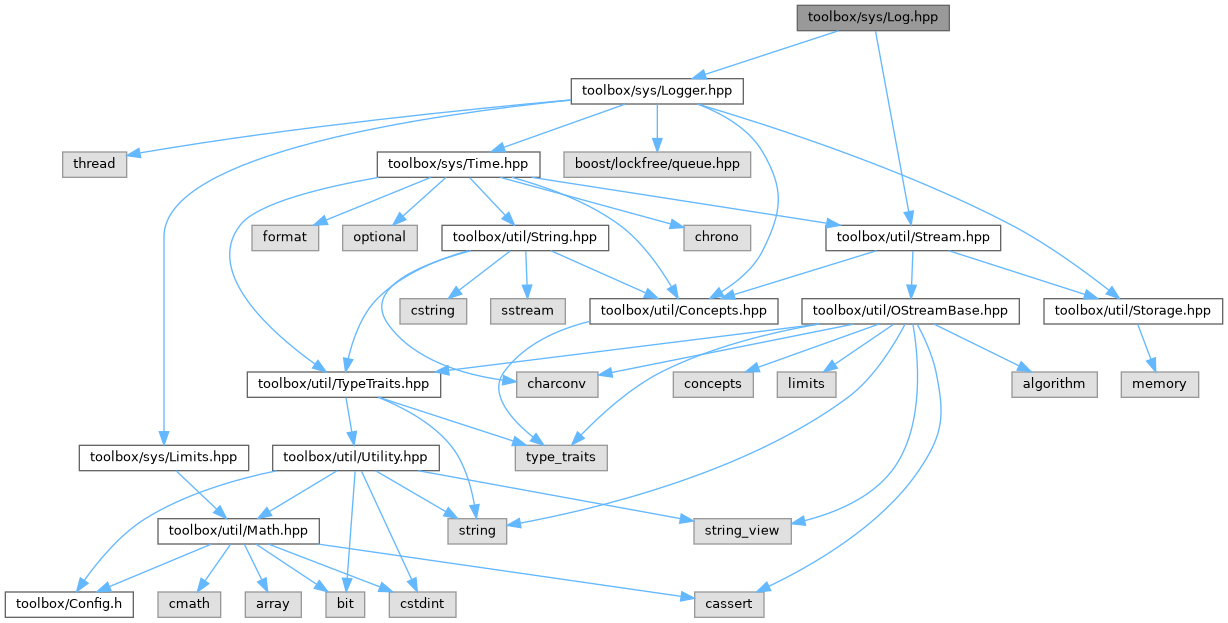 toolbox/sys/Log.hpp
toolbox/sys/Logger.hpp
thread
toolbox/sys/Time.hpp
boost/lockfree/queue.hpp
format
optional
toolbox/util/String.hpp
chrono
toolbox/util/Stream.hpp
cstring
sstream
toolbox/util/Concepts.hpp
toolbox/util/OStreamBase.hpp
toolbox/util/Storage.hpp
toolbox/util/TypeTraits.hpp
charconv
concepts
limits
algorithm
memory
toolbox/sys/Limits.hpp
toolbox/util/Utility.hpp
type_traits
toolbox/util/Math.hpp
string
string_view
toolbox/Config.h
cmath
array
bit
cstdint
cassert